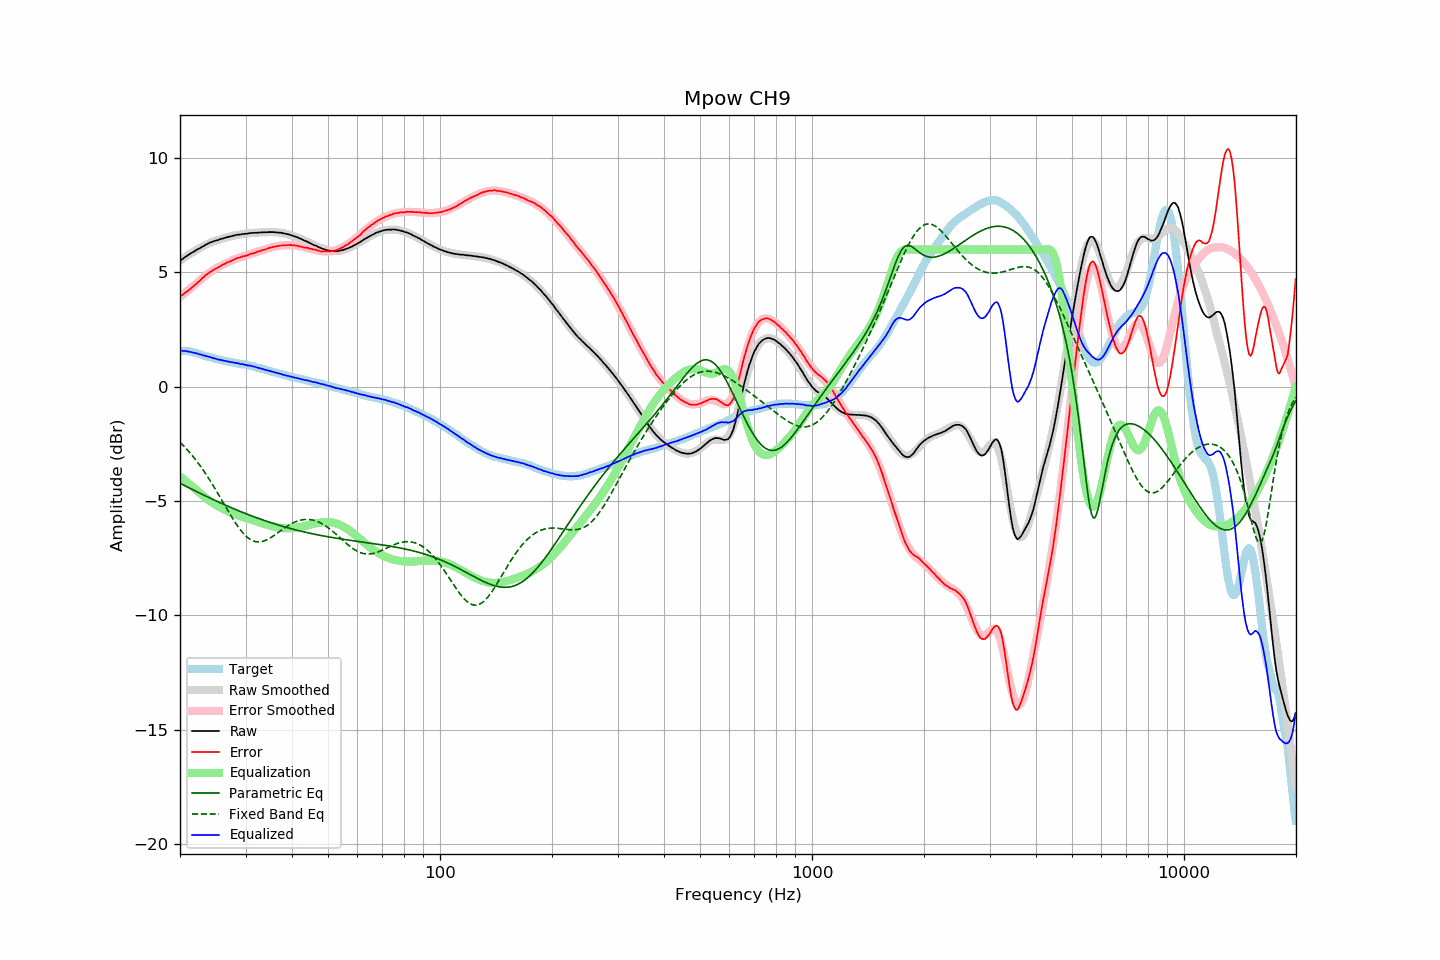 Mpow CH9
Amplitude (dBr)
10
5
0
−5
−10
−15
−20
Target
Raw Smoothed
Error Smoothed
Raw
Error
Equalization
Parametric Eq
Fixed Band Eq
Equalized
100
1000
10000
Frequency (Hz)